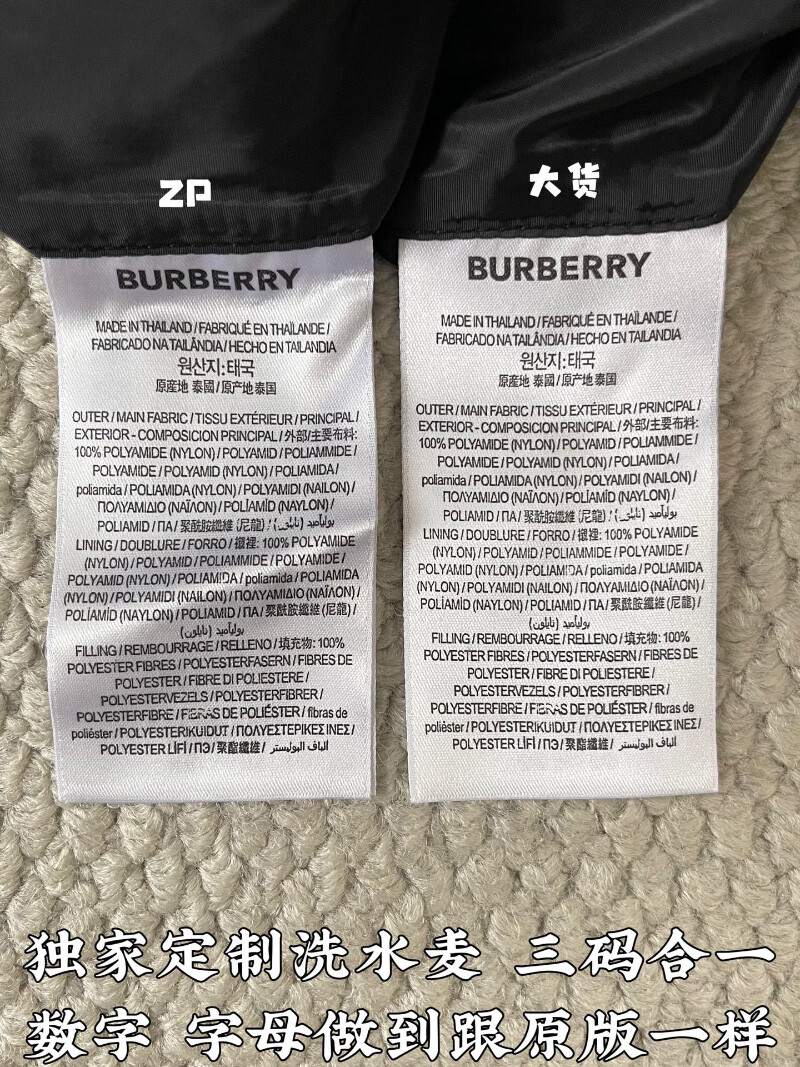 ZP
BURBERRY
MADE IN THAILAND / FABRIQUÉ EN THAÏLANDE /
FABRICADO NA TAILÂNDIA / HECHO EN TAILANDIA
원산지: 태국
原産地 泰國 / 原产地 泰国
OUTER / MAIN FABRIC / TISSU EXTÉRIEUR / PRINCIPAL /
EXTERIOR - COMPOSICION PRINCIPAL / 外部/主要布料:
100% POLYAMIDE (NYLON) / POLYAMID / POLIAMMIDE /
POLYAMIDE / POLYAMID (NYLON) / POLIAMIDA /
poliamida / POLIAMIDA (NYLON) / POLYAMIDI (NAILON) /
ΠΟΛΥΑΜΙΔΙΟ (ΝΑΪΛΟΝ) / POLİAMİD (NAYLON) /
POLIAMID / ПА / 聚酰胺纖維 (尼龍) / بولیأمید (نایلون) /
LINING / DOUBLURE / FORRO / 襯裡: 100% POLYAMIDE
(NYLON) / POLYAMID / POLIAMMIDE / POLYAMIDE /
POLYAMID (NYLON) / POLIAMIDA / poliamida / POLIAMIDA
(NYLON) / POLYAMIDI (NAILON) / ΠΟΛΥΑΜΙΔΙΟ (ΝΑΪΛΟΝ) /
POLİAMİD (NAYLON) / POLIAMID / ПА / 聚酰胺纖維 (尼龍) /
بولیأمید (نایلون)
FILLING / REMBOURRAGE / RELLENO / 填充物: 100%
POLYESTER FIBRES / POLYESTERFASERN / FIBRES DE
POLYESTER / FIBRE DI POLIESTERE /
POLYESTERVEZELS / POLYESTERFIBRER /
POLYESTERFIBRE / FIBRAS DE POLIÉSTER / fibras de
poliéster / POLYESTERIKUIDUT / ΠΟΛΥΕΣΤΕΡΙΚΕΣ ΙΝΕΣ /
POLYESTER LİFİ / ПЭ / 聚酯纖維 / ألیاف البولیستر
大货
BURBERRY
MADE IN THAILAND / FABRIQUÉ EN THAÏLANDE /
FABRICADO NA TAILÂNDIA / HECHO EN TAILANDIA
원산지: 태국
原産地 泰國 / 原产地 泰国
OUTER / MAIN FABRIC / TISSU EXTÉRIEUR / PRINCIPAL /
EXTERIOR - COMPOSICION PRINCIPAL / 外部/主要布料:
100% POLYAMIDE (NYLON) / POLYAMID / POLIAMMIDE /
POLYAMIDE / POLYAMID (NYLON) / POLIAMIDA /
poliamida / POLIAMIDA (NYLON) / POLYAMIDI (NAILON) /
ΠΟΛΥΑΜΙΔΙΟ (ΝΑΪΛΟΝ) / POLİAMİD (NAYLON) /
POLIAMID / ПА / 聚酰胺纖維 (尼龍) / بولیأمید (نایلون) /
LINING / DOUBLURE / FORRO / 襯裡: 100% POLYAMIDE
(NYLON) / POLYAMID / POLIAMMIDE / POLYAMIDE /
POLYAMID (NYLON) / POLIAMIDA / poliamida / POLIAMIDA
(NYLON) / POLYAMIDI (NAILON) / ΠΟΛΥΑΜΙΔΙΟ (ΝΑΪΛΟΝ) /
POLİAMİD (NAYLON) / POLIAMID / ПА / 聚酰胺纖維 (尼龍) /
بولیأمید (نایلون)
FILLING / REMBOURRAGE / RELLENO / 填充物: 100%
POLYESTER FIBRES / POLYESTERFASERN / FIBRES DE
POLYESTER / FIBRE DI POLIESTERE /
POLYESTERVEZELS / POLYESTERFIBRER /
POLYESTERFIBRE / FIBRAS DE POLIÉSTER / fibras de
poliéster / POLYESTERIKUIDUT / ΠΟΛΥΕΣΤΕΡΙΚΕΣ ΙΝΕΣ /
POLYESTER LİFİ / ПЭ / 聚酯纖維 / ألیاف البولیستر
独家定制洗水麦 三码合一
数字 字母做到跟原版一样